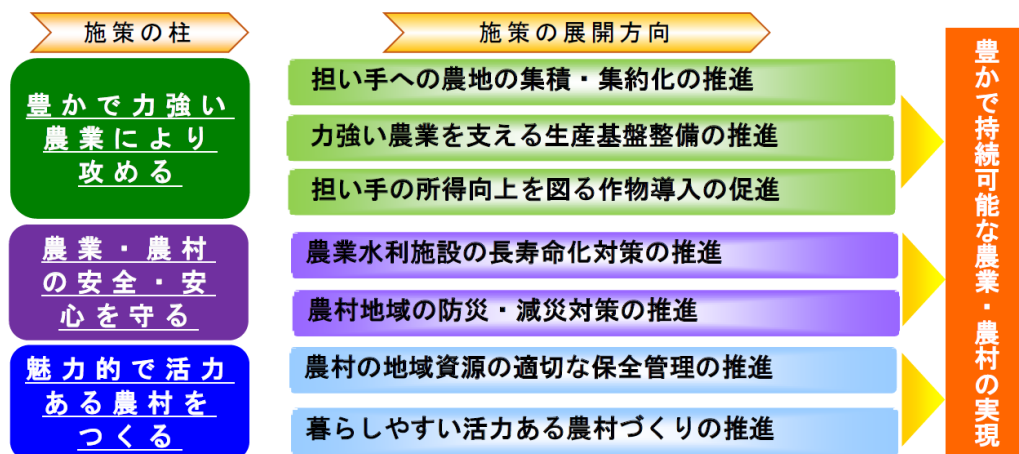 施策の柱
施策の展開方向
豊かで力強い
農業により
攻める
担い手への農地の集積・集約化の推進
力強い農業を支える生産基盤整備の推進
担い手の所得向上を図る作物導入の促進
農業・農村
の安全・安
心を守る
農業水利施設の長寿命化対策の推進
農村地域の防災・減災対策の推進
魅力的で活力
ある農村を
つくる
農村の地域資源の適切な保全管理の推進
暮らしやすい活力ある農村づくりの推進
豊かで持続可能な農業・農村の実現